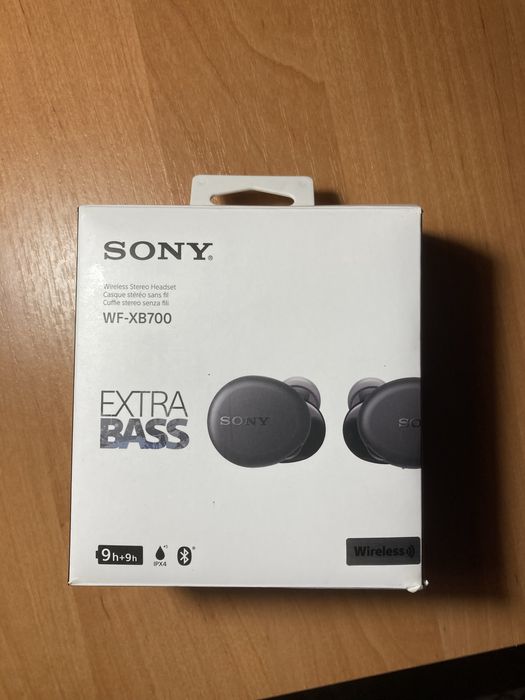 SONY®
Wireless Stereo Headset
Casque stéréo sans fil
Cuffie stereo senza fili
WF-XB700
EXTRA
BASS
SONY
SO
9h+9h
*1
IPX4
®
Wireless